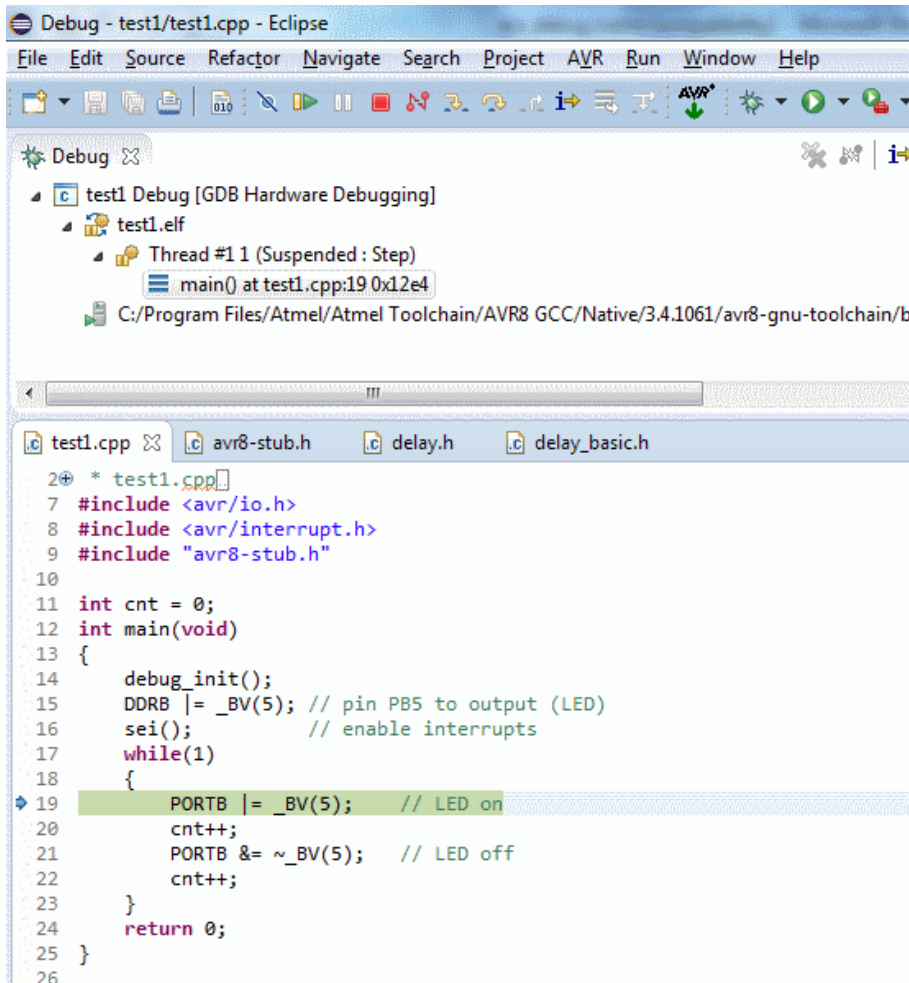 Debug - test1/test1.cpp - Eclipse
File Edit Source Refactor Navigate Search Project AVR Run Window Help
010 AVR
Debug
test1 Debug [GDB Hardware Debugging]
test1.elf
Thread #1 1 (Suspended : Step)
main() at test1.cpp:19 0x12e4
C:/Program Files/Atmel/Atmel Toolchain/AVR8 GCC/Native/3.4.1061/avr8-gnu-toolchain/b
test1.cpp avr8-stub.h delay.h delay_basic.h
2 * test1.cpp
7 #include <avr/io.h>
8 #include <avr/interrupt.h>
9 #include "avr8-stub.h"
10
11 int cnt = 0;
12 int main(void)
13 {
14 debug_init();
15 DDRB |= _BV(5); // pin PB5 to output (LED)
16 sei(); // enable interrupts
17 while(1)
18 {
19 PORTB |= _BV(5); // LED on
20 cnt++;
21 PORTB &= ~_BV(5); // LED off
22 cnt++;
23 }
24 return 0;
25 }
26